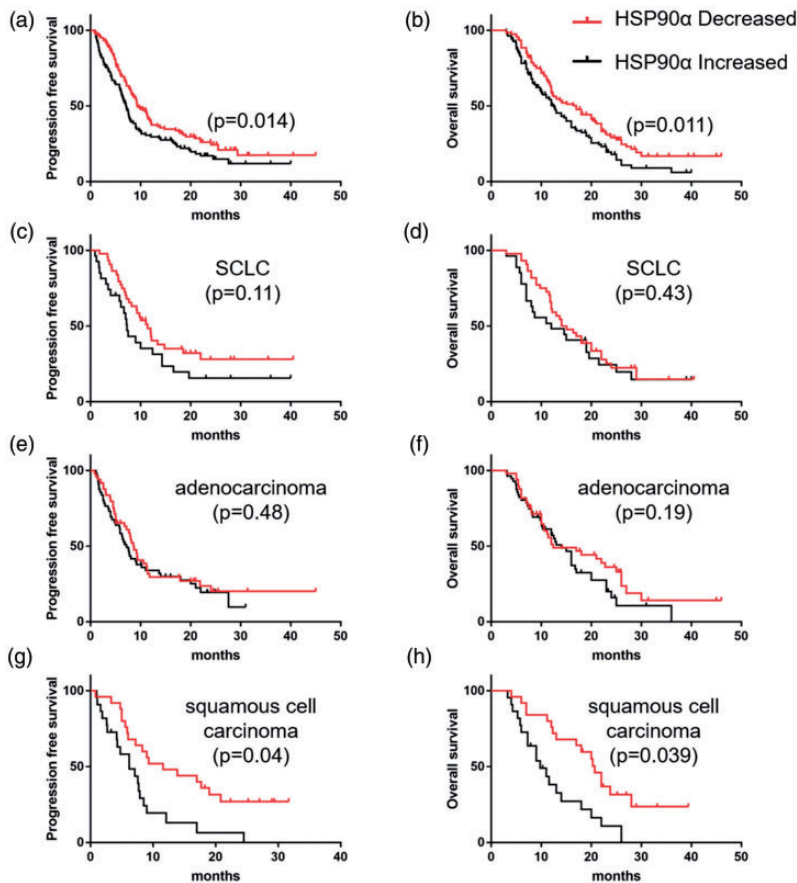 (a)
Progression free survival
100
50
0
(p=0.014)
0 10 20 30 40 50
months
(b)
Overall survival
100
50
0
HSP90α Decreased
HSP90α Increased
(p=0.011)
0 10 20 30 40 50
months
(c)
Progression free survival
100
50
0
SCLC
(p=0.11)
0 10 20 30 40 50
months
(d)
Overall survival
100
50
0
SCLC
(p=0.43)
0 10 20 30 40 50
months
(e)
Progression free survival
100
50
0
adenocarcinoma
(p=0.48)
0 10 20 30 40 50
months
(f)
Overall survival
100
50
0
adenocarcinoma
(p=0.19)
0 10 20 30 40 50
months
(g)
Progression free survival
100
50
0
squamous cell
carcinoma
(p=0.04)
0 10 20 30 40
months
(h)
Overall survival
100
50
0
squamous cell
carcinoma
(p=0.039)
0 10 20 30 40 50
months